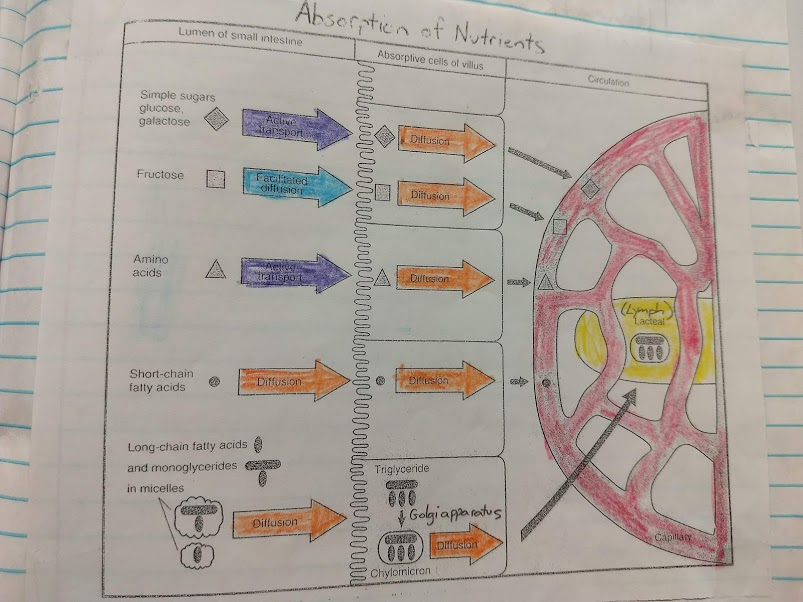 Absorption of Nutrients
Lumen of small intestine
Absorptive cells of villus
Circulation
Simple sugars
glucose,
galactose
Active
transport
Diffusion
Fructose
Facilitated
diffusion
Diffusion
Amino
acids
Active
transport
Diffusion
(Lymph)
Lacteal
Short-chain
fatty acids
Diffusion
Diffusion
Long-chain fatty acids
and monoglycerides
in micelles
Diffusion
Triglyceride
Golgi apparatus
Diffusion
Chylomicron
Capillary